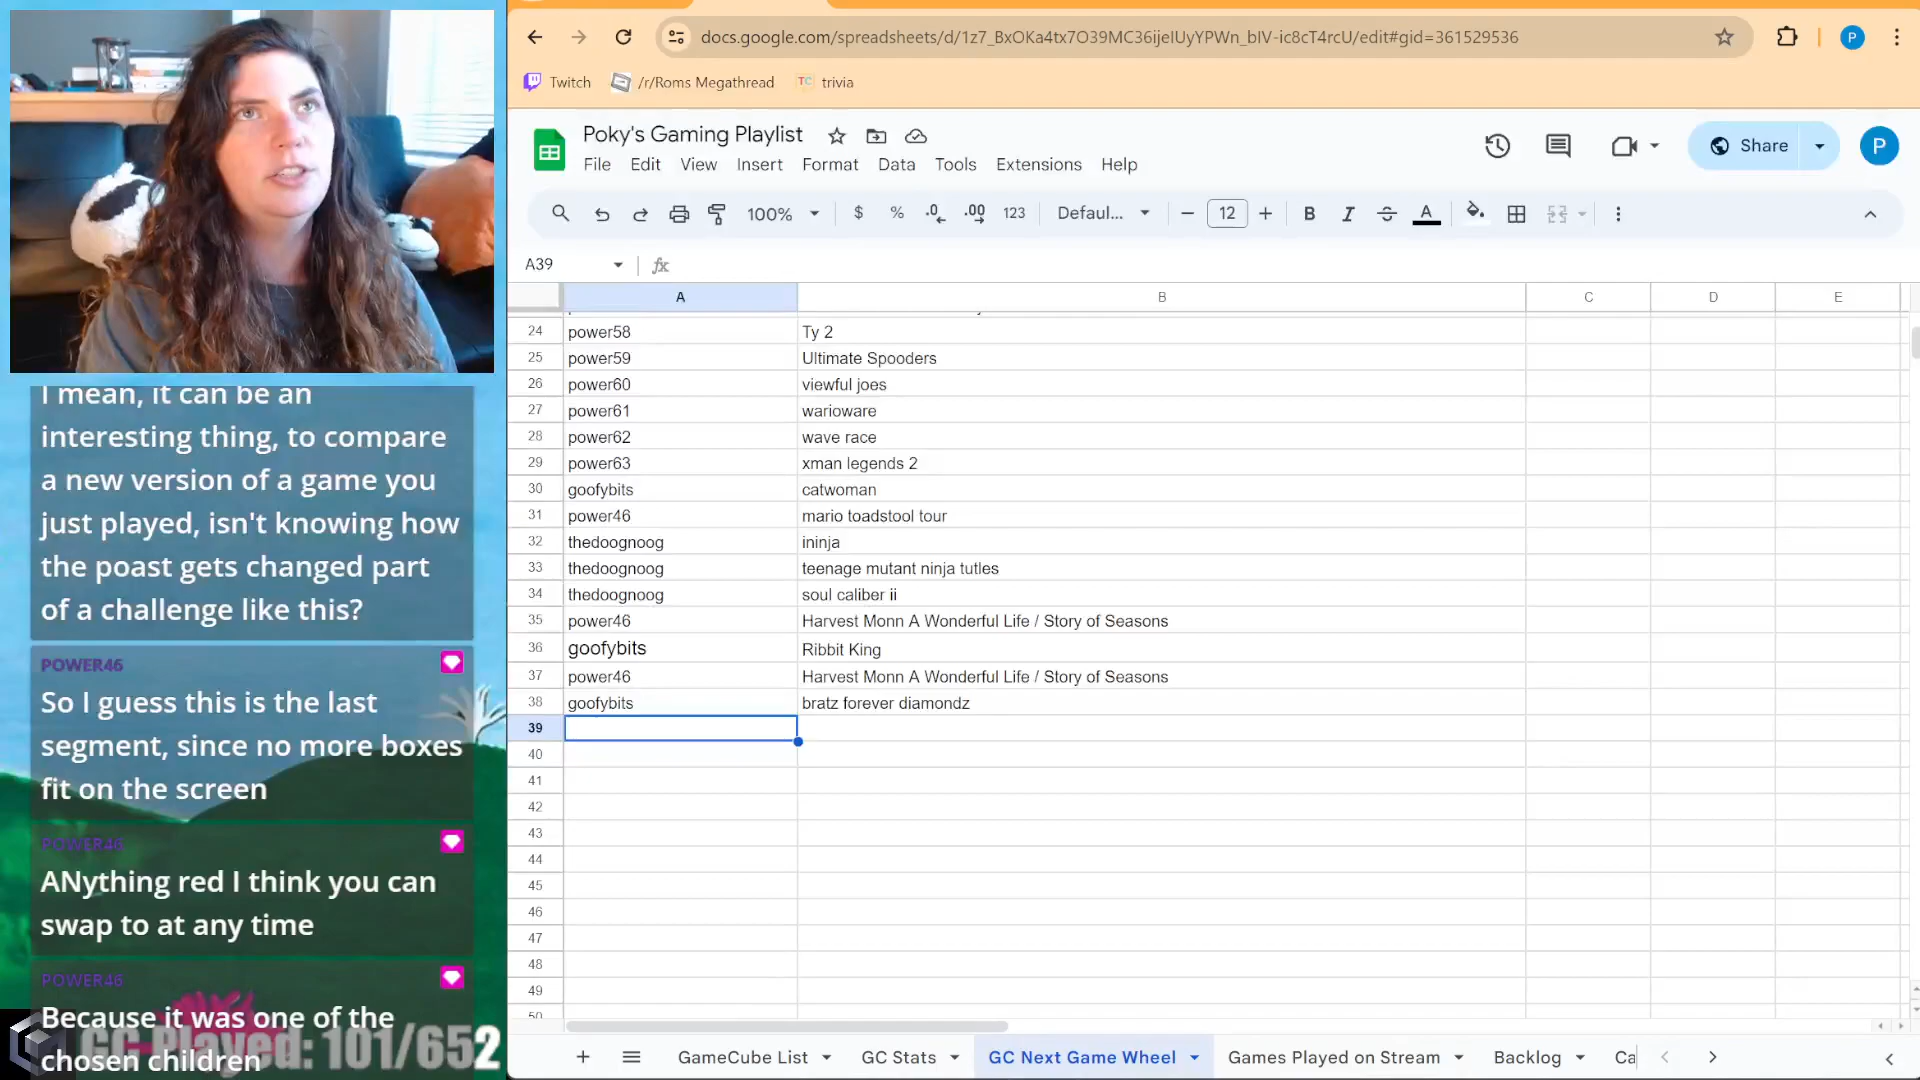 docs.google.com/spreadsheets/d/1z7_BxOKa4tx7O39MC36ijeIUyYPWn_bIV-ic8cT4rcU/edit#gid=361529536
P
Twitch
/r/Roms Megathread
TC trivia
Poky's Gaming Playlist
Share
P
File Edit View Insert Format Data Tools Extensions Help
100% $ % .0 .00 123 Defaul... − 12 + B I A
A39 fx
A B C D E
24 power58 Ty 2
25 power59 Ultimate Spooders
26 power60 viewful joes
27 power61 warioware
28 power62 wave race
29 power63 xman legends 2
30 goofybits catwoman
31 power46 mario toadstool tour
32 thedoognoog ininja
33 thedoognoog teenage mutant ninja tutles
34 thedoognoog soul caliber ii
35 power46 Harvest Monn A Wonderful Life / Story of Seasons
36 goofybits Ribbit King
37 power46 Harvest Monn A Wonderful Life / Story of Seasons
38 goofybits bratz forever diamondz
39
40
41
42
43
44
45
46
47
48
49
50
+ GameCube List GC Stats GC Next Game Wheel Games Played on Stream Backlog Ca
I mean, it can be an
interesting thing, to compare
a new version of a game you
just played, isn't knowing how
the poast gets changed part
of a challenge like this?
POWER46
So I guess this is the last
segment, since no more boxes
fit on the screen
POWER46
ANything red I think you can
swap to at any time
POWER46
Because it was one of the
chosen children
GC Played: 101/652